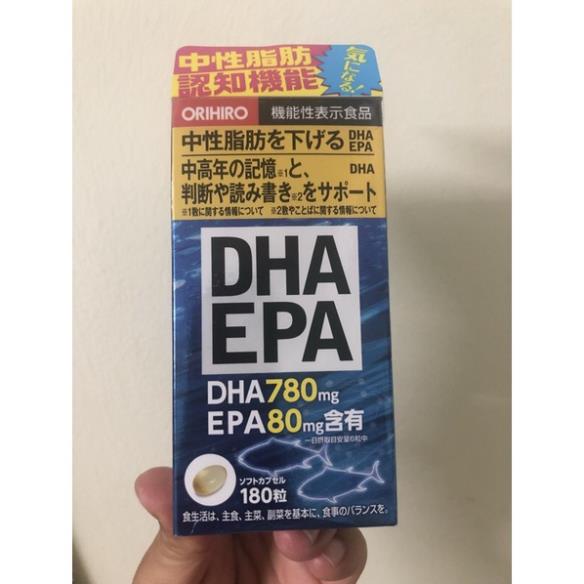 中性脂肪
認知機能
気になる!
ORIHIRO 機能性表示食品
中性脂肪を下げる DHA EPA
中高年の記憶※1と、 DHA
判断や読み書き※2をサポート
※1数に関する情報について ※2数やことばに関する情報について
DHA
EPA
DHA780mg
EPA80mg含有
一日摂取目安量6粒中
ソフトカプセル
180粒
食生活は、主食、主菜、副菜を基本に、食事のバランスを。